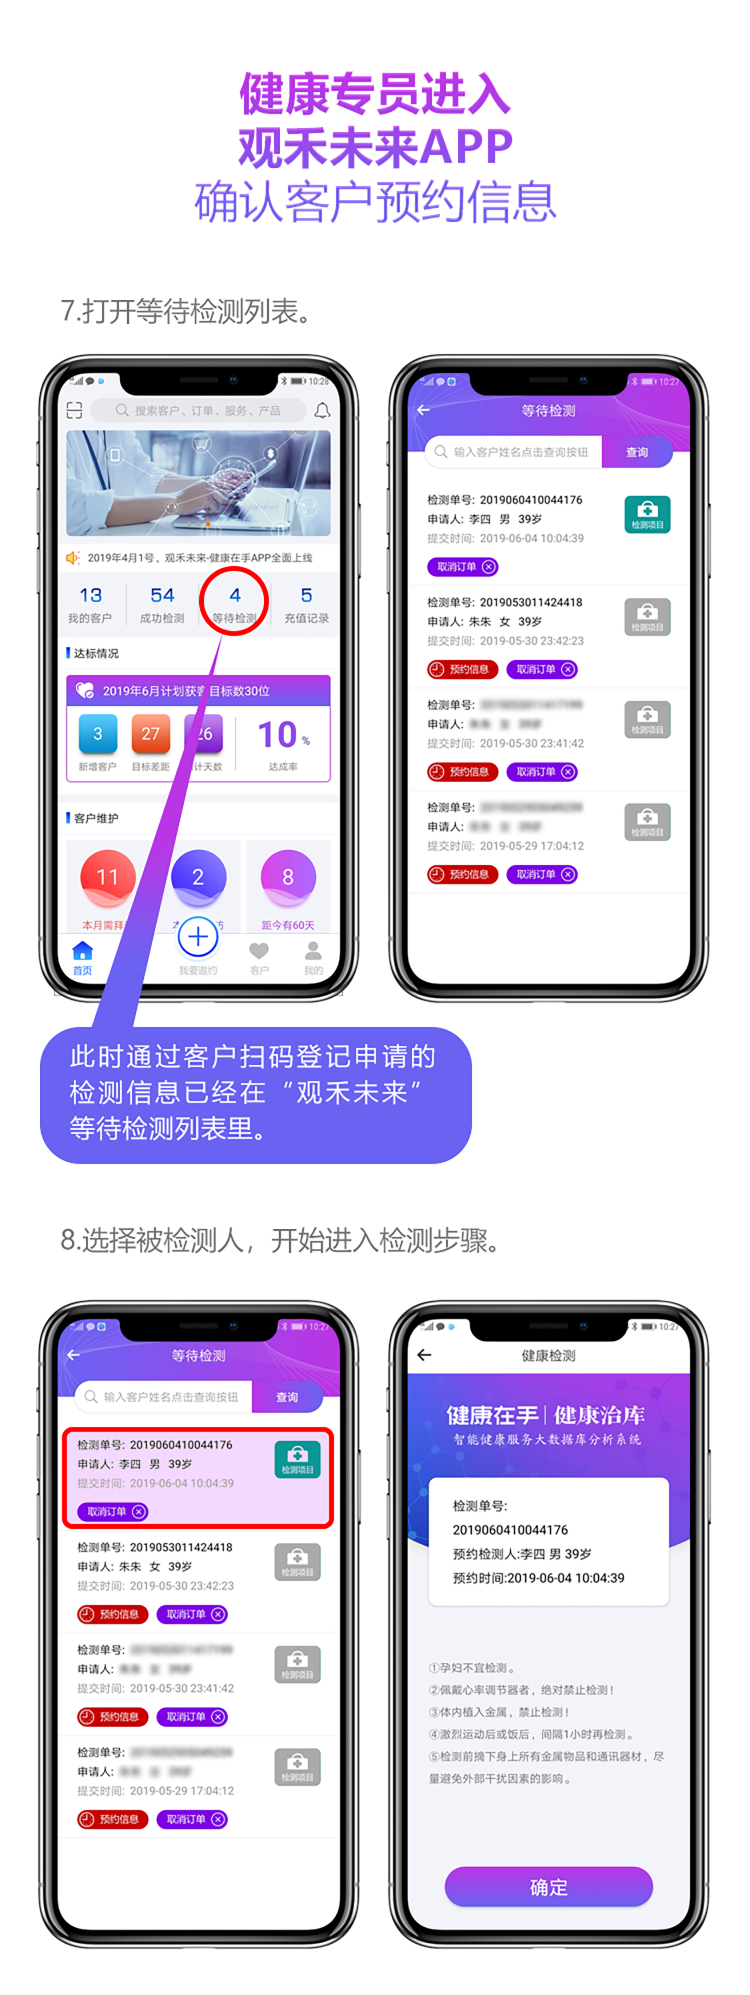 健康专员进入
观禾未来APP
确认客户预约信息
7.打开等待检测列表。
10:28
搜索客户、订单、服务、产品
2019年4月1号，观禾未来-健康在手APP全面上线
13 54 4 5
我的客户 成功检测 等待检测 充值记录
达标情况
2019年6月计划获客目标数30位
3 27 26 10%
新增客户 目标差距 计天数 达成率
客户维护
11 2 8
本月需拜 本 访 距今有60天
首页 我要邀约 客户 我的
10:27
等待检测
输入客户姓名点击查询按钮 查询
检测单号: 2019060410044176
申请人: 李四 男 39岁
检测项目
提交时间: 2019-06-04 10:04:39
取消订单
检测单号: 2019053011424418
申请人: 朱朱 女 39岁
检测项目
提交时间: 2019-05-30 23:42:23
预约信息 取消订单
检测单号:
申请人:
检测项目
提交时间: 2019-05-30 23:41:42
预约信息 取消订单
检测单号:
申请人:
检测项目
提交时间: 2019-05-29 17:04:12
预约信息 取消订单
此时通过客户扫码登记申请的
检测信息已经在“观禾未来”
等待检测列表里。
8.选择被检测人，开始进入检测步骤。
10:27
等待检测
输入客户姓名点击查询按钮 查询
检测单号: 2019060410044176
申请人: 李四 男 39岁
检测项目
提交时间: 2019-06-04 10:04:39
取消订单
检测单号: 2019053011424418
申请人: 朱朱 女 39岁
检测项目
提交时间: 2019-05-30 23:42:23
预约信息 取消订单
检测单号:
申请人:
检测项目
提交时间: 2019-05-30 23:41:42
预约信息 取消订单
检测单号:
申请人:
检测项目
提交时间: 2019-05-29 17:04:12
预约信息 取消订单
10:27
健康检测
健康在手|健康治库
智能健康服务大数据库分析系统
检测单号:
2019060410044176
预约检测人:李四 男 39岁
预约时间:2019-06-04 10:04:39
①孕妇不宜检测。
②佩戴心率调节器者，绝对禁止检测！
③体内植入金属，禁止检测！
④激烈运动后或饭后，间隔1小时再检测。
⑤检测前摘下身上所有金属物品和通讯器材，尽
量避免外部干扰因素的影响。
确定